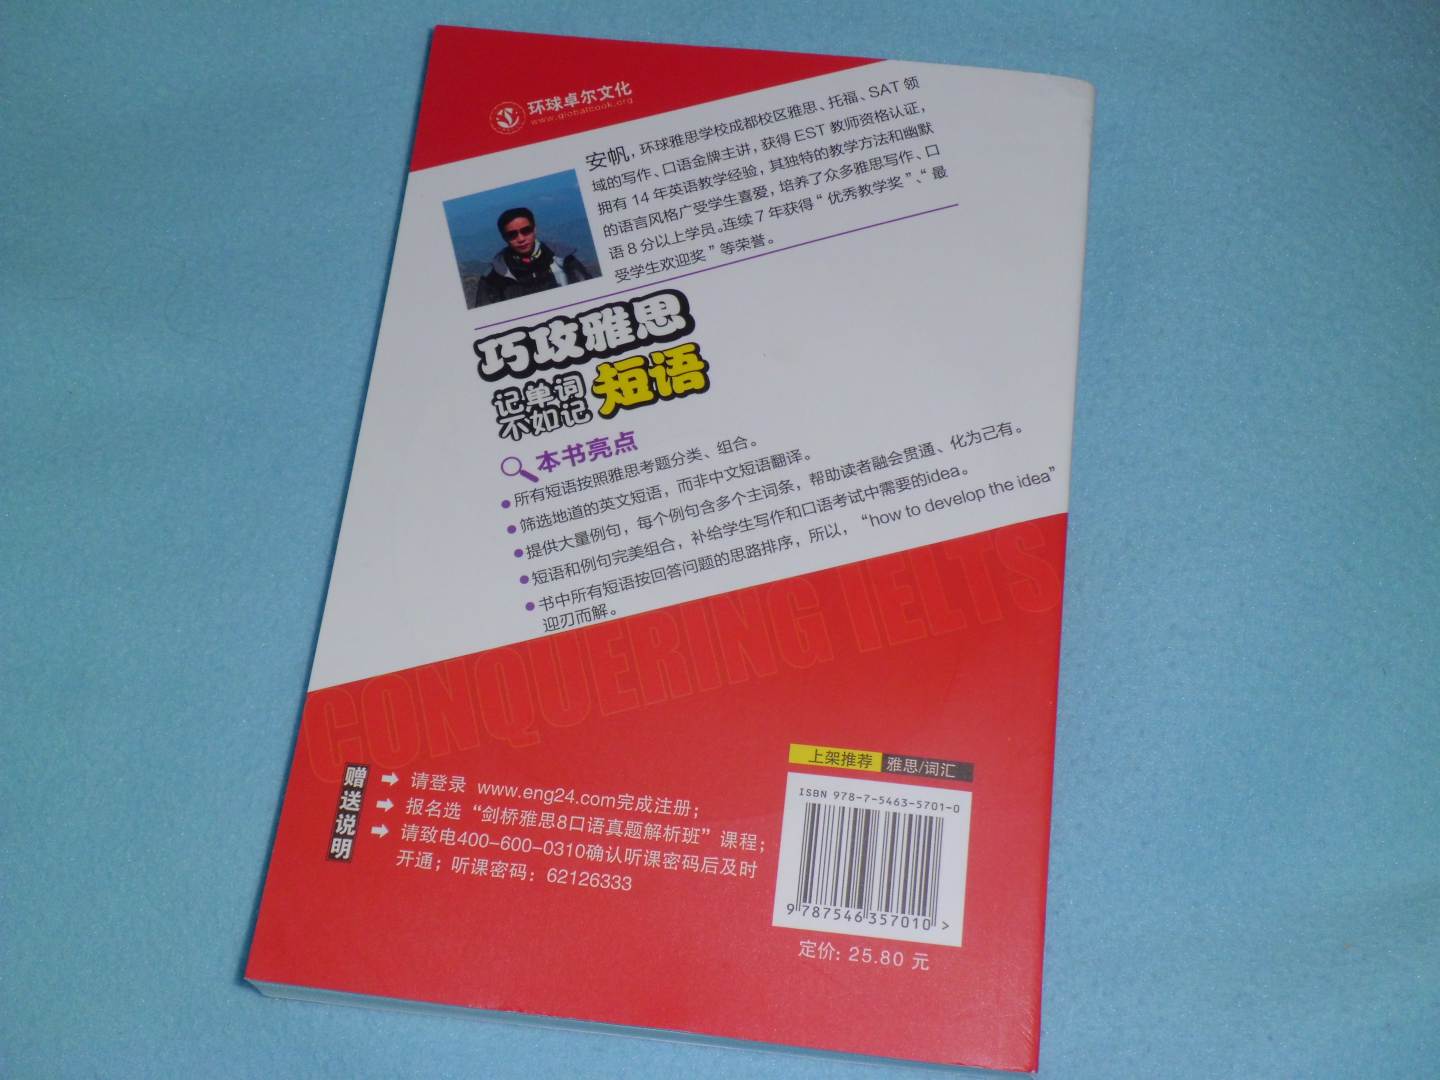 环球卓尔文化
www.globalbook.org
安帆，环球雅思学校成都校区雅思、托福、SAT 领
域的写作、口语金牌主讲，获得 EST 教师资格认证，
拥有 14 年英语教学经验，其独特的教学方法和幽默
的语言风格广受学生喜爱，培养了众多雅思写作、口
语 8 分以上学员。连续 7 年获得“ 优秀教学奖 ”、“ 最
受学生欢迎奖 ” 等荣誉。
巧攻雅思
记单词
不如记
短语
本书亮点
●所有短语按照雅思考题分类、组合。
●筛选地道的英文短语，而非中文短语翻译。
●提供大量例句，每个例句含多个主词条，帮助读者融会贯通、化为己有。
●短语和例句完美组合，补给学生写作和口语考试中需要的idea。
●书中所有短语按回答问题的思路排序，所以，“how to develop the idea”
迎刃而解。
CONQUERING IELTS
赠送说明
请登录 www.eng24.com完成注册；
报名选“剑桥雅思8口语真题解析班”课程；
请致电400-600-0310确认听课密码后及时
开通；听课密码：62126333
上架推荐 雅思/词汇
ISBN 978-7-5463-5701-0
9 787546 357010 >
定价: 25.80 元